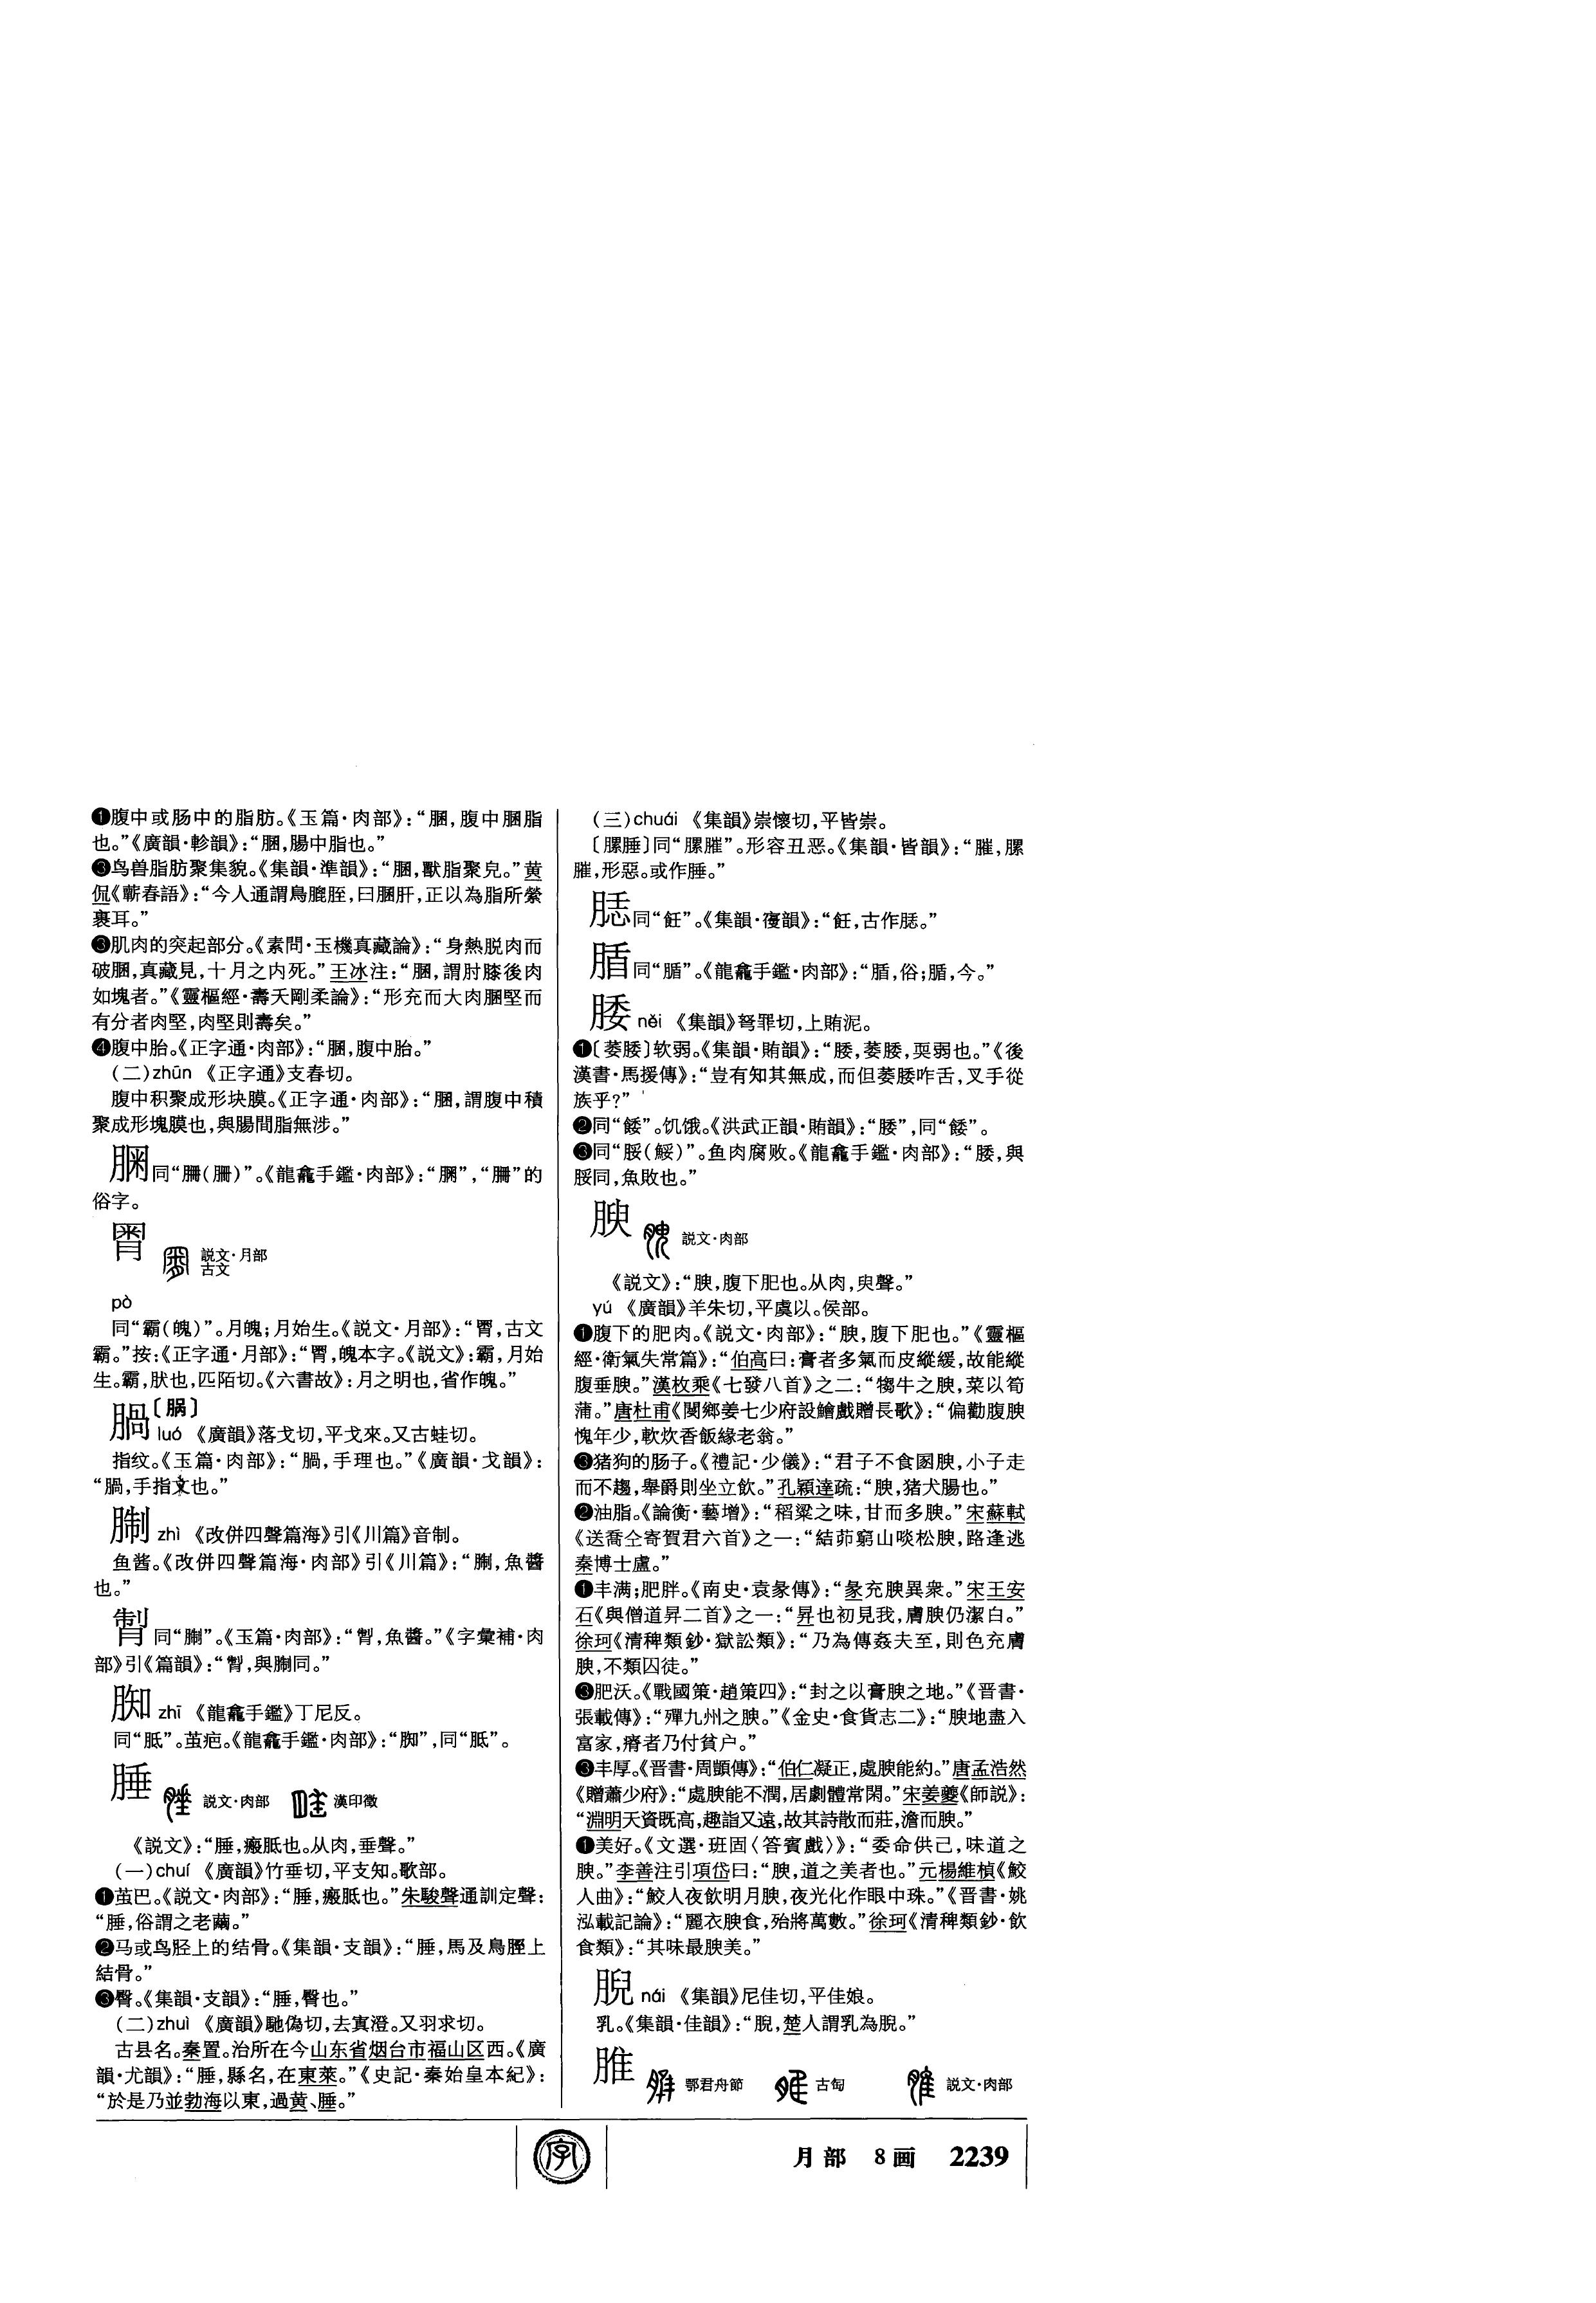 ❶腹中或肠中的脂肪。《玉篇·肉部》：“䐃，腹中䐃脂
也。”《廣韻·軫韻》：“䐃，腸中脂也。”
❸鸟兽脂肪聚集貌。《集韻·準韻》：“䐃，獸脂聚皃。”黄
侃《蘄春語》：“今人通謂鳥膍胵，曰䐃肝，正以為脂所縈
裹耳。”
❸肌肉的突起部分。《素問·玉機真藏論》：“身熱脱肉而
破䐃，真藏見，十月之内死。”王冰注：“䐃，謂肘膝後肉
如塊者。”《靈樞經·壽夭剛柔論》：“形充而大肉䐃堅而
有分者肉堅，肉堅則壽矣。”
❹腹中胎。《正字通·肉部》：“䐃，腹中胎。”
（二）zhūn 《正字通》支春切。
腹中积聚成形块膜。《正字通·肉部》：“䐃，謂腹中積
聚成形塊膜也，與腸間脂無涉。”
同“”。《龍龕手鑑·肉部》：“”，“”的
俗字。
説文·月部
古文
pò
同“霸（魄）”。月魄；月始生。《説文·月部》：“，古文
霸。”按：《正字通·月部》：“，魄本字。《説文》：霸，月始
生。霸，肰也，匹陌切。《六書故》：月之明也，省作魄。”
腡〔脶〕
luó 《廣韻》落戈切，平戈來。又古蛙切。
指纹。《玉篇·肉部》：“腡，手理也。”《廣韻·戈韻》：
“腡，手指文也。”
zhì 《改併四聲篇海》引《川篇》音制。
鱼酱。《改併四聲篇海·肉部》引《川篇》：“，魚醬
也。”
同“”。《玉篇·肉部》：“，魚醬。”《字彙補·肉
部》引《篇韻》：“，與同。”
zhī 《龍龕手鑑》丁尼反。
同“胝”。茧疤。《龍龕手鑑·肉部》：“”，同“胝”。
腄 説文·肉部 漢印徵
《説文》：“腄，瘢胝也。从肉，垂聲。”
（一）chuí 《廣韻》竹垂切，平支知。歌部。
❶茧巴。《説文·肉部》：“腄，瘢胝也。”朱駿聲通訓定聲：
“腄，俗謂之老繭。”
❷马或鸟胫上的结骨。《集韻·支韻》：“腄，馬及鳥脛上
結骨。”
❸臀。《集韻·支韻》：“腄，臀也。”
（二）zhuì 《廣韻》馳偽切，去寘澄。又羽求切。
古县名。秦置。治所在今山东省烟台市福山区西。《廣
韻·尤韻》：“腄，縣名，在東萊。”《史記·秦始皇本紀》：
“於是乃並勃海以東，過黄、腄。”
（三）chuái 《集韻》崇懷切，平皆崇。
〔膗腄〕同“膗”。形容丑恶。《集韻·皆韻》：“，
，形惡。或作腄。”
同“飪”。《集韻·韻》：“飪，古作。”
同“腯”。《龍龕手鑑·肉部》：“，俗；腯，今。”
腇 něi 《集韻》弩罪切，上賄泥。
❶〔萎腇〕软弱。《集韻·賄韻》：“腇，萎腇，耎弱也。”《後
漢書·馬援傳》：“豈有知其無成，而但萎腇咋舌，叉手從
族乎？”
❷同“餧”。饥饿。《洪武正韻·賄韻》：“腇”，同“餧”。
❸同“脮（鮾）”。鱼肉腐败。《龍龕手鑑·肉部》：“腇，與
脮同，魚敗也。”
腴 説文·肉部
《説文》：“腴，腹下肥也。从肉，臾聲。”
yú 《廣韻》羊朱切，平虞以。侯部。
❶腹下的肥肉。《説文·肉部》：“腴，腹下肥也。”《靈樞
經·衛氣失常篇》：“伯高曰：膏者多氣而皮縱緩，故能縱
腹垂腴。”漢枚乘《七發八首》之二：“犓牛之腴，菜以筍
蒲。”唐杜甫《閿鄉姜七少府設鱠戲贈長歌》：“偏勸腹腴
愧年少，軟炊香飯緣老翁。”
❸猪狗的肠子。《禮記·少儀》：“君子不食圂腴，小子走
而不趨，舉爵則坐立飲。”孔穎達疏：“腴，猪犬腸也。”
❷油脂。《論衡·藝增》：“稻粱之味，甘而多腴。”宋蘇軾
《送喬仝寄賀君六首》之一：“結茆窮山啖松腴，路逢逃
秦博士盧。”
❶丰满；肥胖。《南史·袁彖傳》：“彖充腴異衆。”宋王安
石《與僧道昇二首》之一：“昇也初見我，膚腴仍潔白。”
徐珂《清稗類鈔·獄訟類》：“乃為傳姦夫至，則色充膚
腴，不類囚徒。”
❸肥沃。《戰國策·趙策四》：“封之以膏腴之地。”《晋書·
張載傳》：“殫九州之腴。”《金史·食貨志二》：“腴地盡入
富家，瘠者乃付貧户。”
❸丰厚。《晋書·周顗傳》：“伯仁凝正，處腴能約。”唐孟浩然
《贈蕭少府》：“處腴能不潤，居劇體常閑。”宋姜夔《師説》：
“淵明天資既高，趣詣又遠，故其詩散而莊，澹而腴。”
❶美好。《文選·班固〈答賓戲〉》：“委命供己，味道之
腴。”李善注引項岱曰：“腴，道之美者也。”元楊維楨《鮫
人曲》：“鮫人夜飲明月腴，夜光化作眼中珠。”《晋書·姚
泓載記論》：“麗衣腴食，殆將萬數。”徐珂《清稗類鈔·飲
食類》：“其味最腴美。”
腉 nái 《集韻》尼佳切，平佳娘。
乳。《集韻·佳韻》：“腉，楚人謂乳為腉。”
脽 鄂君舟節 古匋 説文·肉部
字
月部 8画 2239